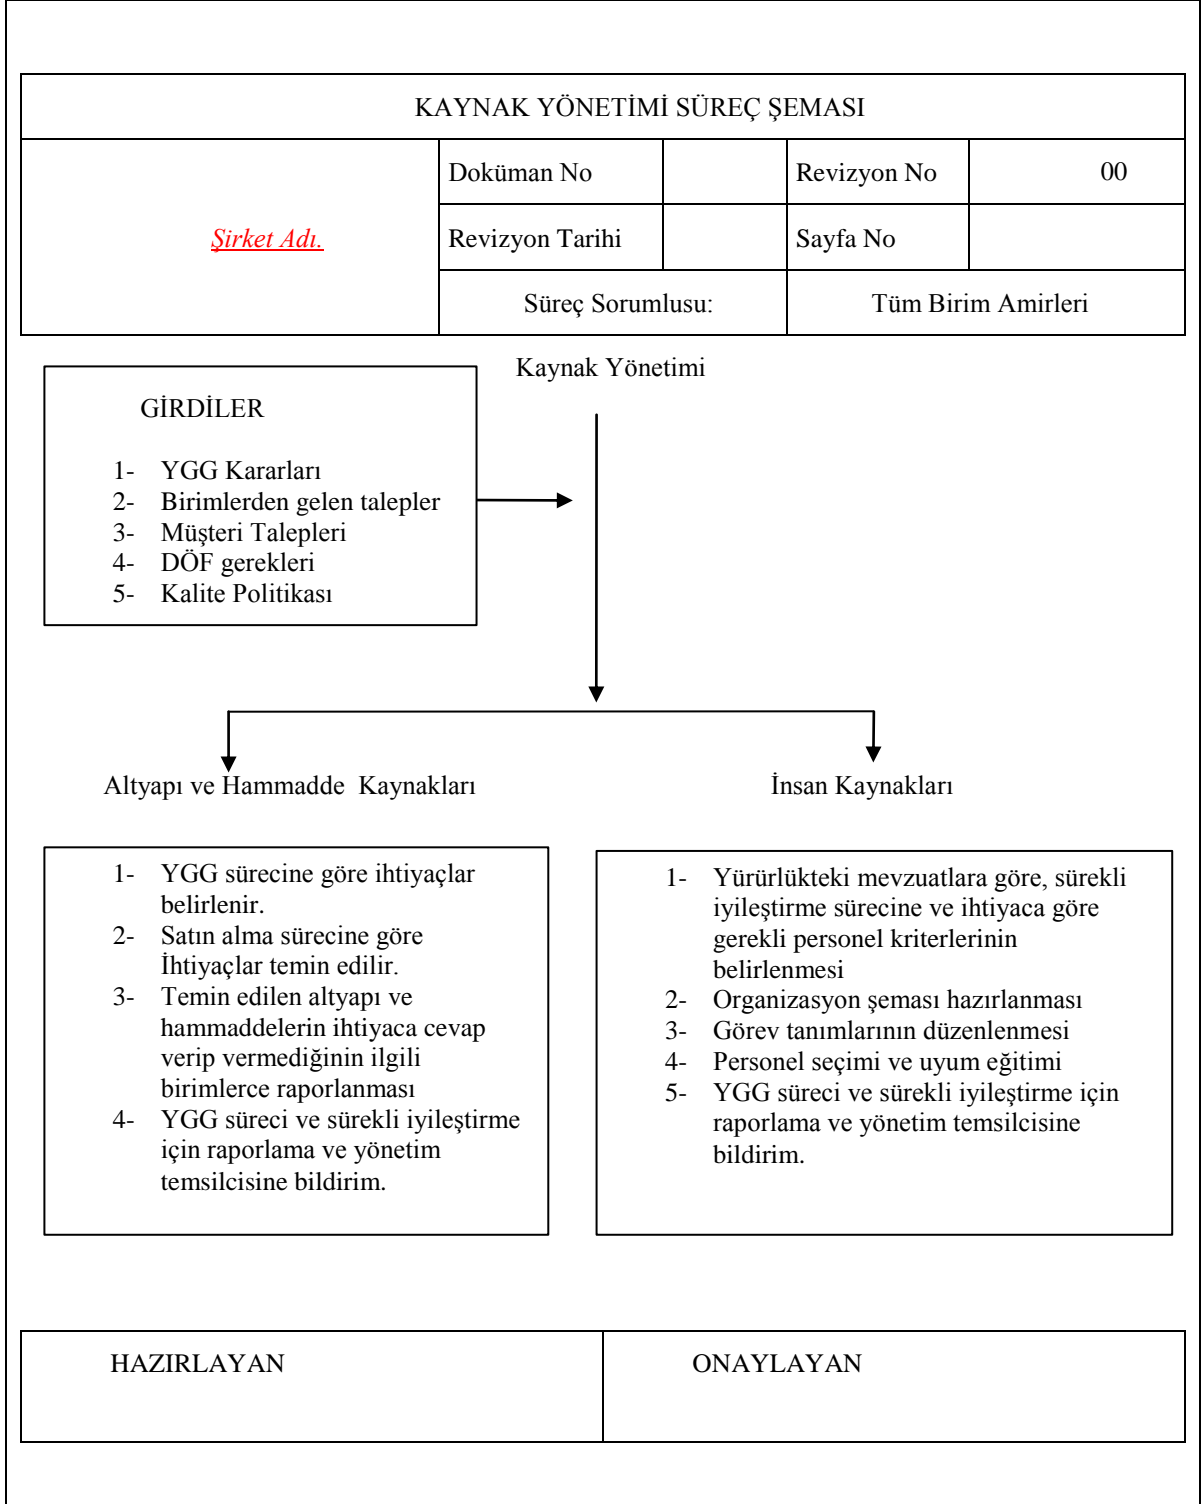 KAYNAK YÖNETİMİ SÜREÇ ŞEMASI
Şirket Adı.
Doküman No
Revizyon No
00
Revizyon Tarihi
Sayfa No
Süreç Sorumlusu:
Tüm Birim Amirleri
Kaynak Yönetimi
GİRDİLER
1- YGG Kararları
2- Birimlerden gelen talepler
3- Müşteri Talepleri
4- DÖF gerekleri
5- Kalite Politikası
Altyapı ve Hammadde Kaynakları
İnsan Kaynakları
1- YGG sürecine göre ihtiyaçlar
belirlenir.
2- Satın alma sürecine göre
İhtiyaçlar temin edilir.
3- Temin edilen altyapı ve
hammaddelerin ihtiyaca cevap
verip vermediğinin ilgili
birimlerce raporlanması
4- YGG süreci ve sürekli iyileştirme
için raporlama ve yönetim
temsilcisine bildirim.
1- Yürürlükteki mevzuatlara göre, sürekli
iyileştirme sürecine ve ihtiyaca göre
gerekli personel kriterlerinin
belirlenmesi
2- Organizasyon şeması hazırlanması
3- Görev tanımlarının düzenlenmesi
4- Personel seçimi ve uyum eğitimi
5- YGG süreci ve sürekli iyileştirme için
raporlama ve yönetim temsilcisine
bildirim.
HAZIRLAYAN
ONAYLAYAN